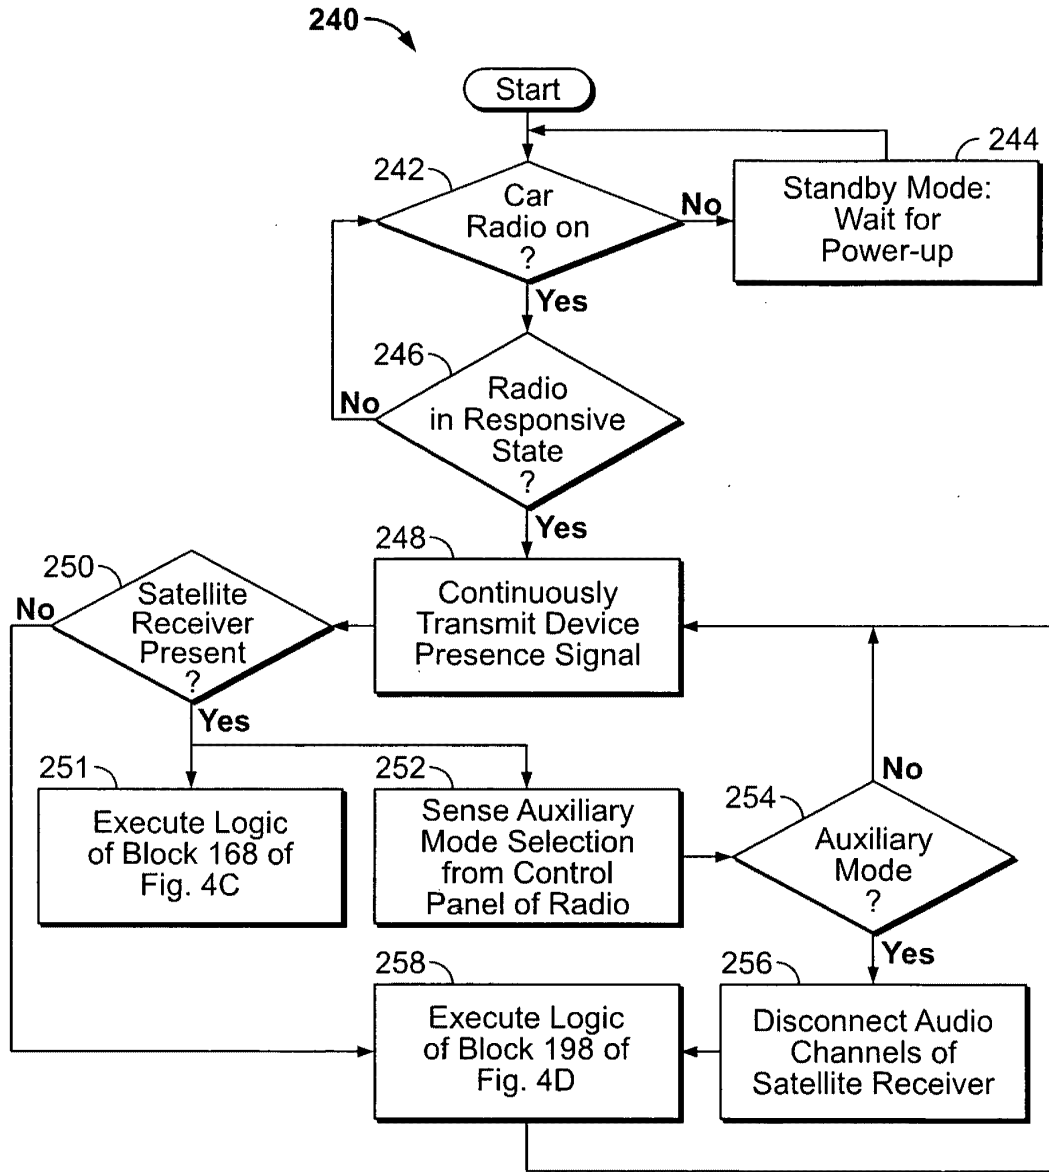 240
Start
242
Car
Radio on
?
No
244
Standby Mode:
Wait for
Power-up
Yes
246
Radio
in Responsive
State
?
No
Yes
248
Continuously
Transmit Device
Presence Signal
250
Satellite
Receiver
Present
?
No
Yes
251
Execute Logic
of Block 168 of
Fig. 4C
252
Sense Auxiliary
Mode Selection
from Control
Panel of Radio
254
Auxiliary
Mode
?
No
Yes
256
Disconnect Audio
Channels of
Satellite Receiver
258
Execute Logic
of Block 198 of
Fig. 4D